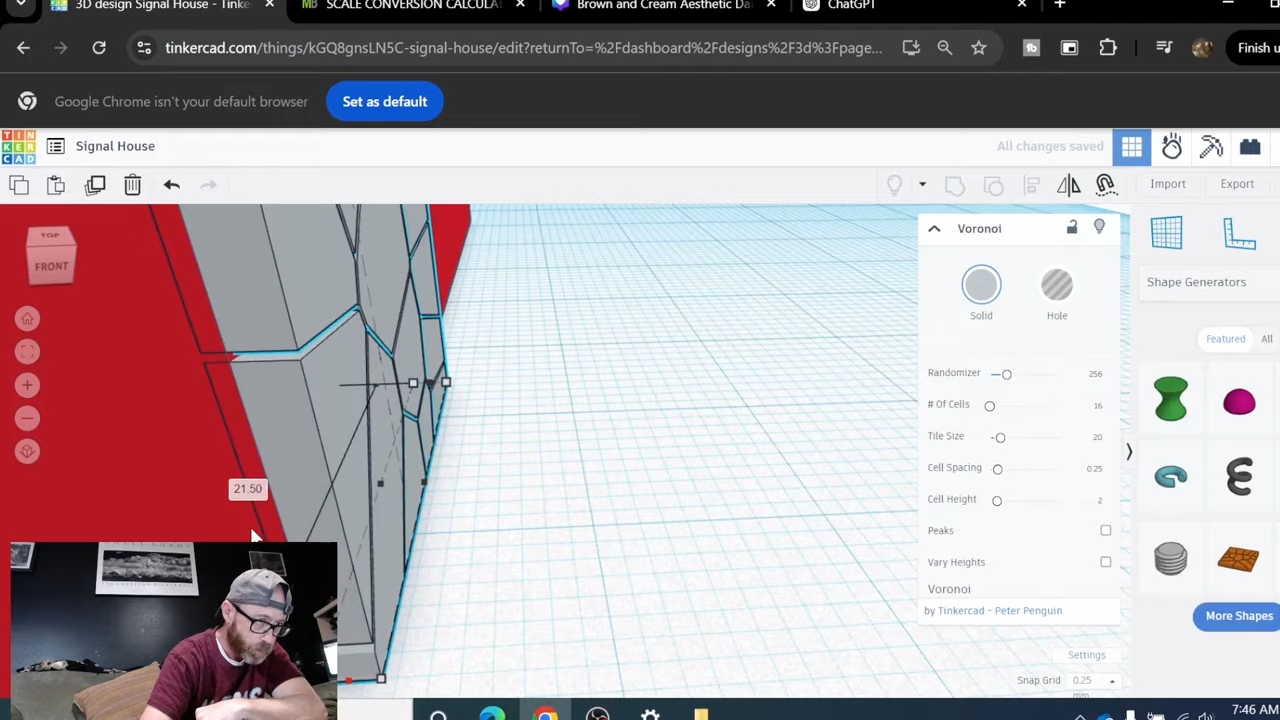 3D design Signal House - Tinke
SCALE CONVERSION CALCULA
Brown and Cream Aesthetic Da
ChatGPT
tinkercad.com/things/kGQ8gnsLN5C-signal-house/edit?returnTo=%2Fdashboard%2Fdesigns%2F3d%3Fpage...
Finish u
Google Chrome isn't your default browser
Set as default
TIN
KER
CAD
Signal House
All changes saved
Import
Export
TOP
FRONT
Voronoi
Solid
Hole
Shape Generators
Featured
All
Randomizer 256
# Of Cells 16
Tile Size 20
Cell Spacing 0.25
Cell Height 2
Peaks
Vary Heights
Voronoi
by Tinkercad - Peter Penguin
21.50
More Shapes
Settings
Snap Grid 0.25
mm
7:46 AM